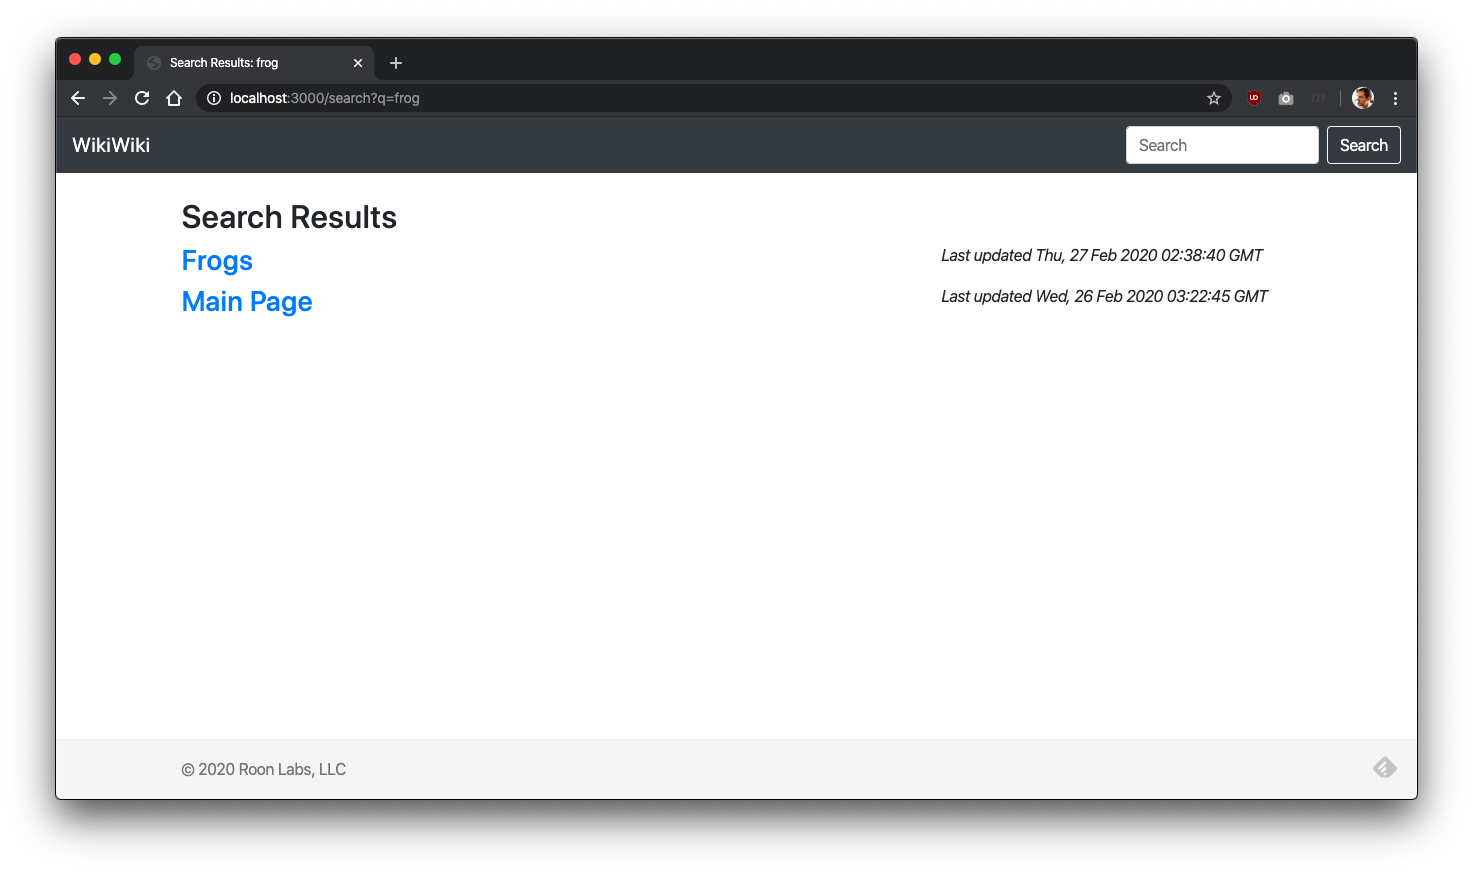 Search Results: frog
localhost:3000/search?q=frog
WikiWiki
Search
Search
Search Results
Frogs
Last updated Thu, 27 Feb 2020 02:38:40 GMT
Main Page
Last updated Wed, 26 Feb 2020 03:22:45 GMT
© 2020 Roon Labs, LLC